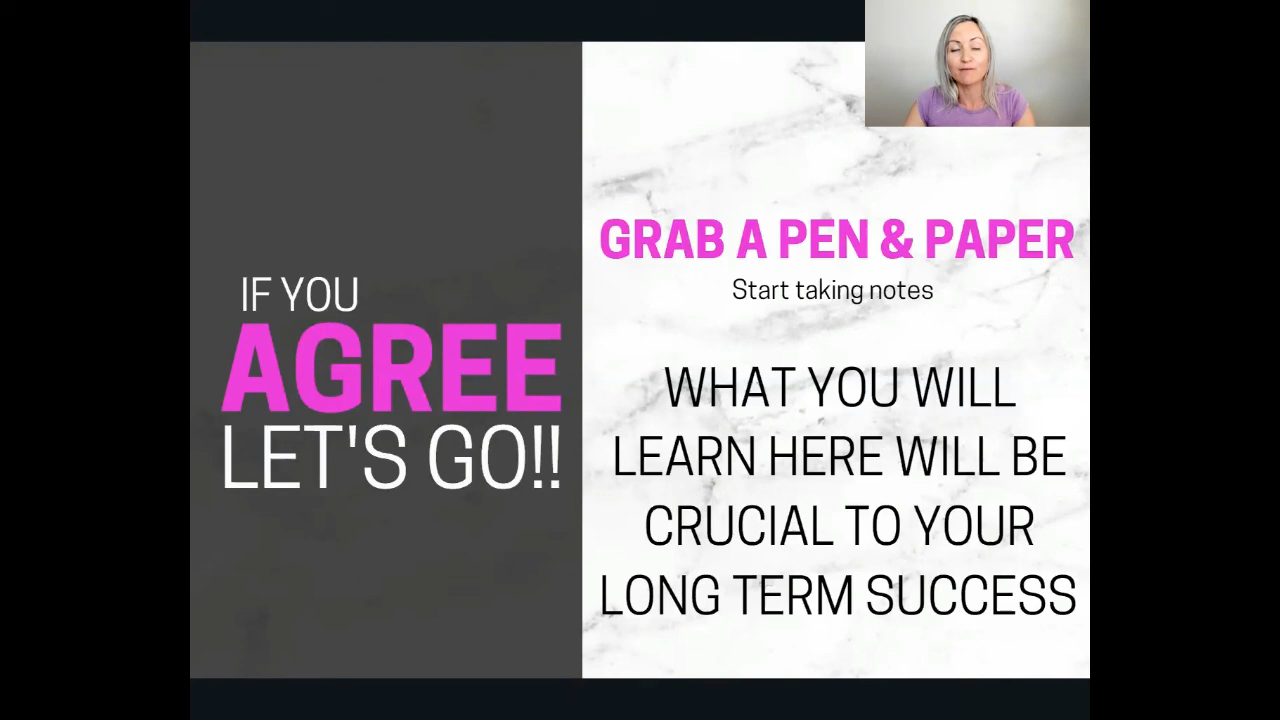 IF YOU
AGREE
LET'S GO!!
GRAB A PEN & PAPER
Start taking notes
WHAT YOU WILL
LEARN HERE WILL BE
CRUCIAL TO YOUR
LONG TERM SUCCESS